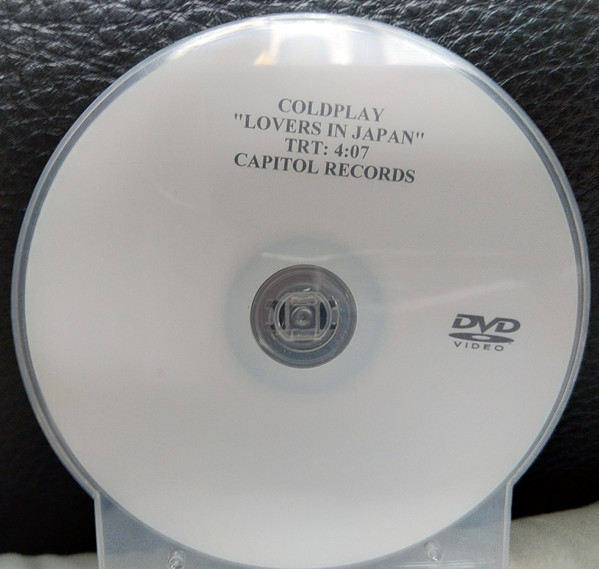 COLDPLAY
"LOVERS IN JAPAN"
TRT: 4:07
CAPITOL RECORDS
DVD
VIDEO